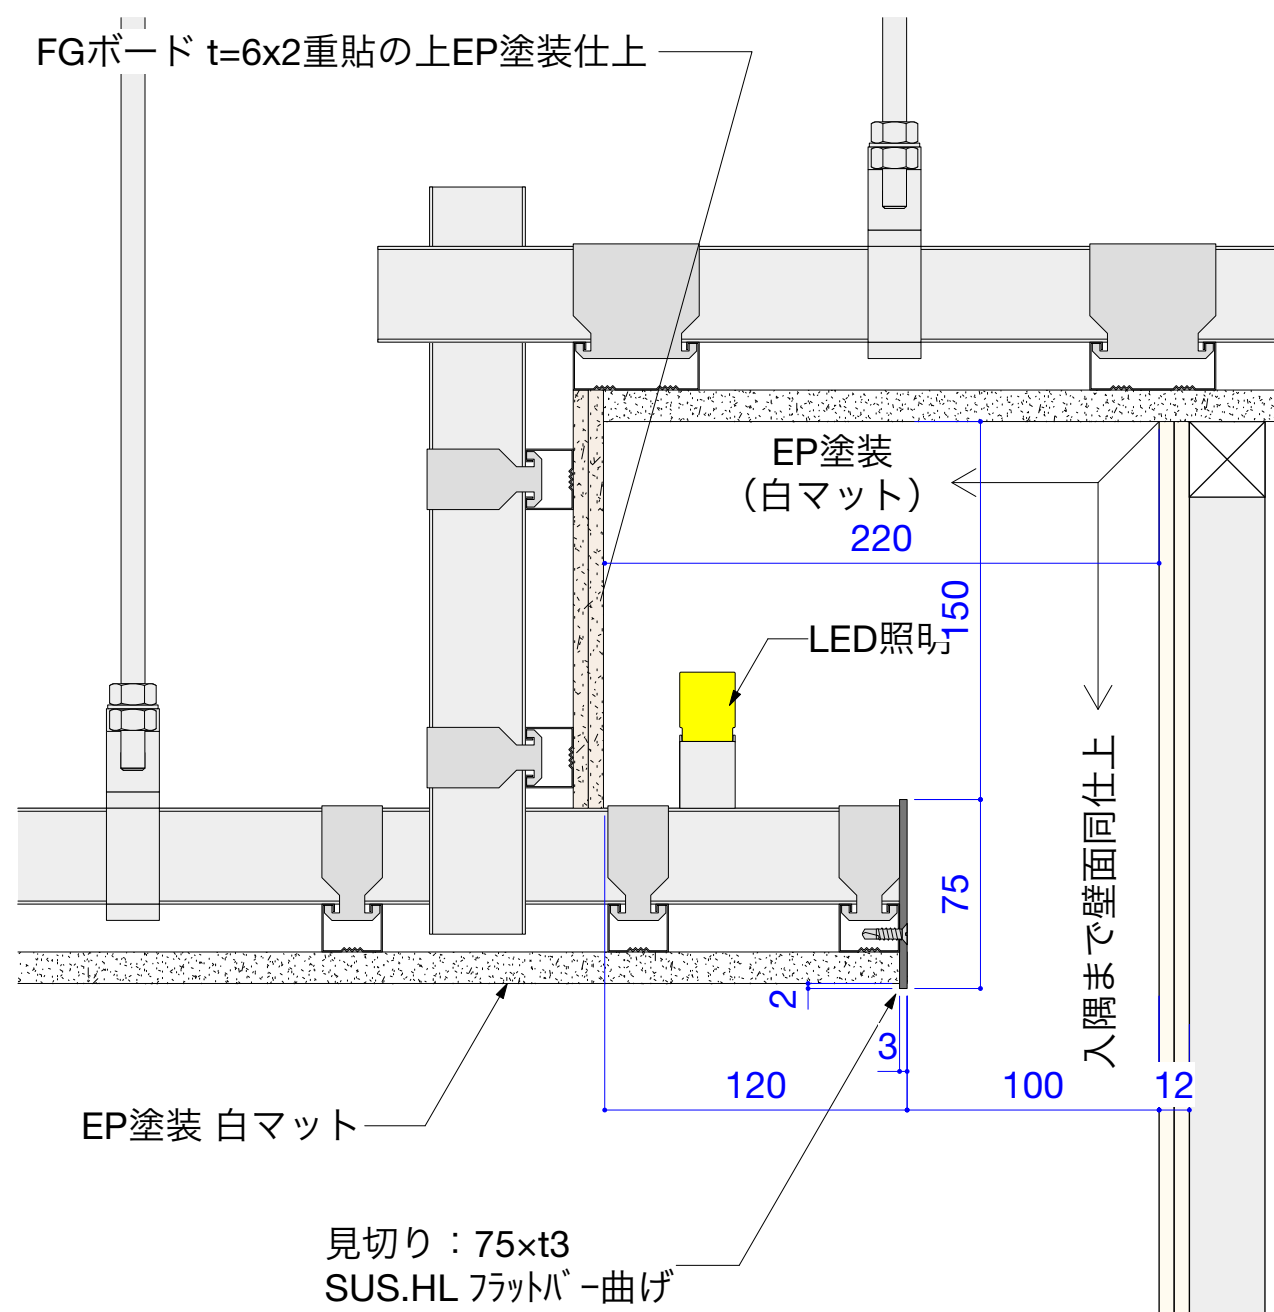 FGボード t=6x2重貼の上EP塗装仕上
EP塗装
（白マット）
220
150
LED照明
75
入隅まで壁面同仕上
2
3
120
100
12
EP塗装 白マット
見切り：75×t3
SUS.HL ﾌﾗｯﾄﾊﾞｰ曲げ